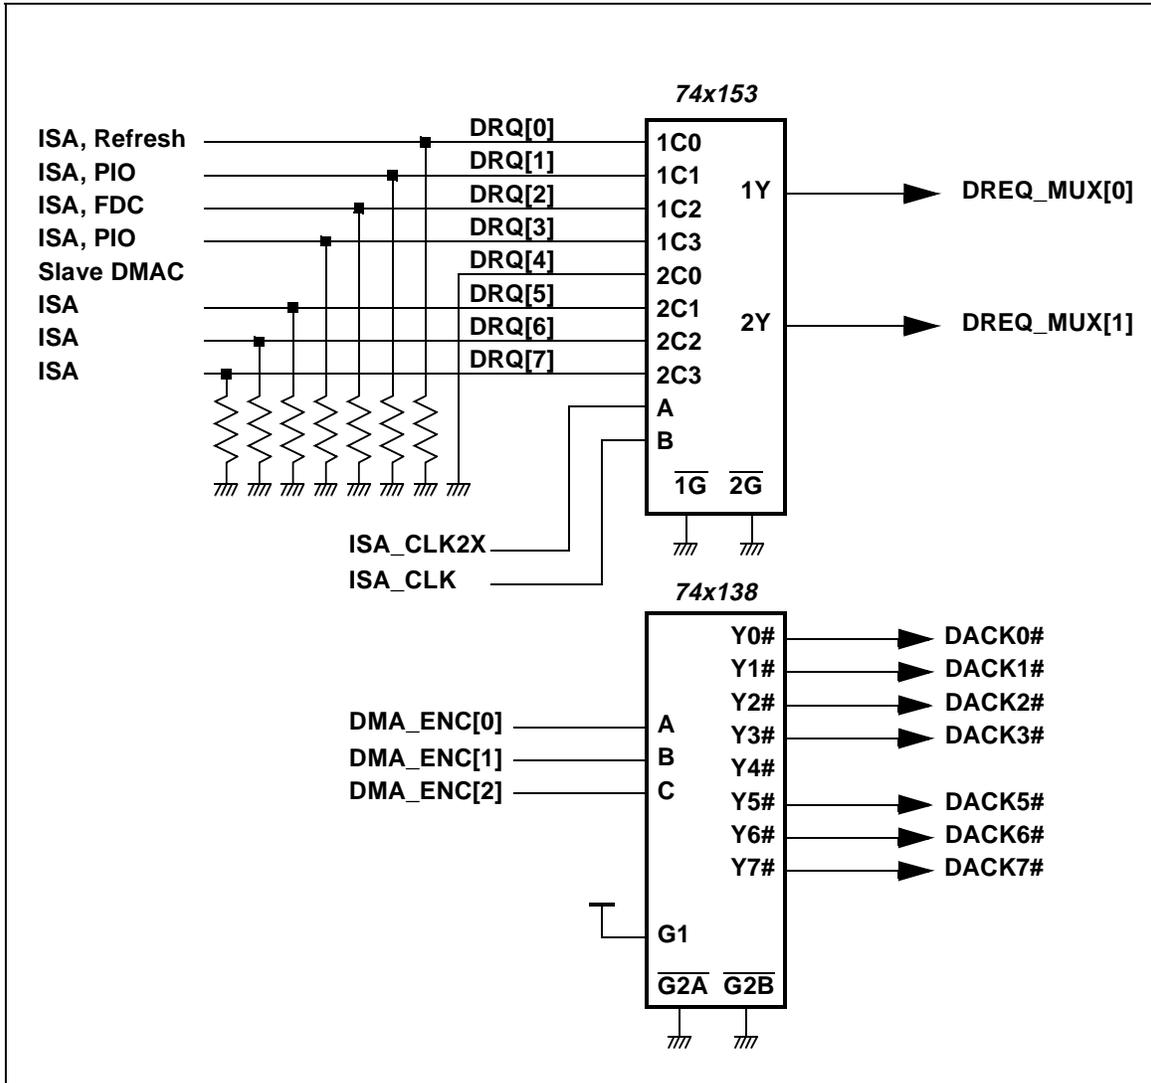 74x153
ISA, Refresh DRQ[0] 1C0
ISA, PIO DRQ[1] 1C1
1Y DREQ_MUX[0]
ISA, FDC DRQ[2] 1C2
ISA, PIO DRQ[3] 1C3
Slave DMAC DRQ[4] 2C0
ISA DRQ[5] 2C1
2Y DREQ_MUX[1]
ISA DRQ[6] 2C2
ISA DRQ[7] 2C3
A
B
1G 2G
ISA_CLK2X
ISA_CLK
74x138
Y0# DACK0#
Y1# DACK1#
Y2# DACK2#
DMA_ENC[0] A Y3# DACK3#
DMA_ENC[1] B Y4#
DMA_ENC[2] C Y5# DACK5#
Y6# DACK6#
Y7# DACK7#
G1
G2A G2B